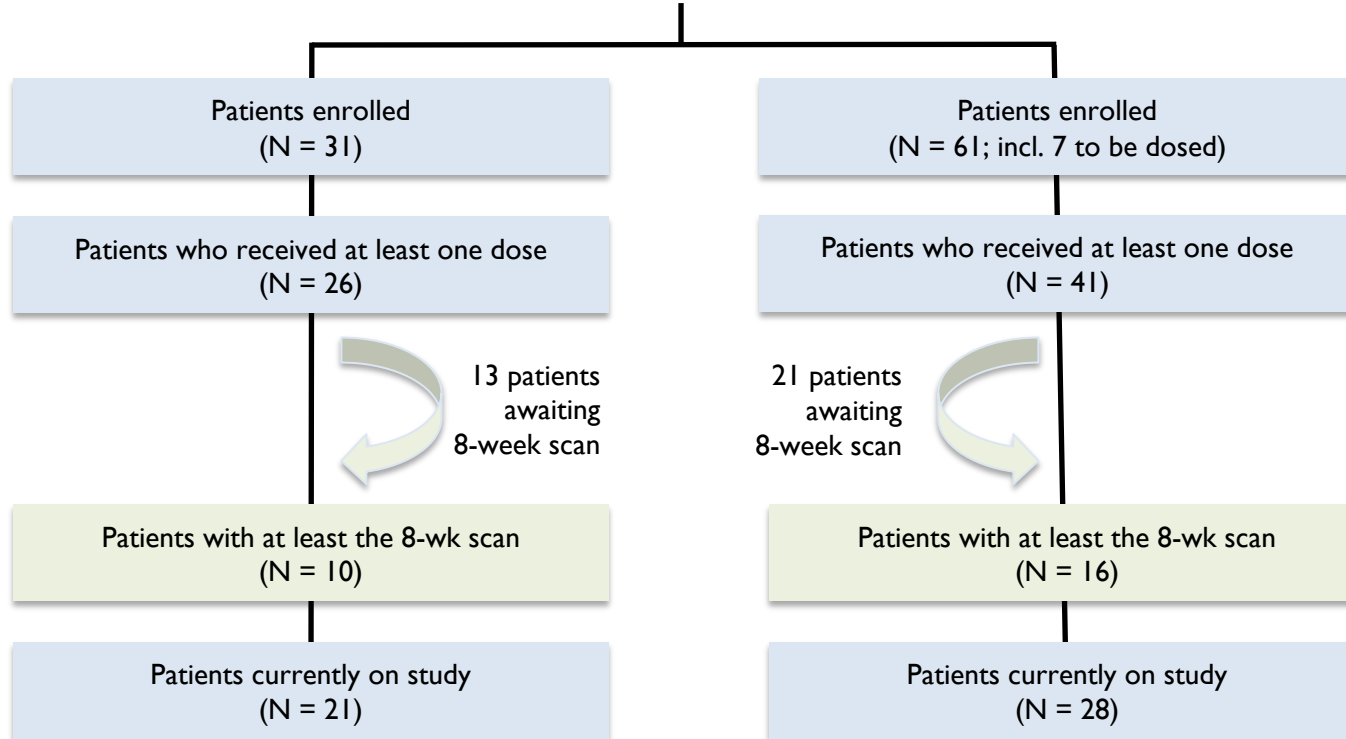 Patients enrolled
(N = 31)
Patients enrolled
(N = 61; incl. 7 to be dosed)
Patients who received at least one dose
(N = 26)
Patients who received at least one dose
(N = 41)
13 patients
awaiting
8-week scan
21 patients
awaiting
8-week scan
Patients with at least the 8-wk scan
(N = 10)
Patients with at least the 8-wk scan
(N = 16)
Patients currently on study
(N = 21)
Patients currently on study
(N = 28)